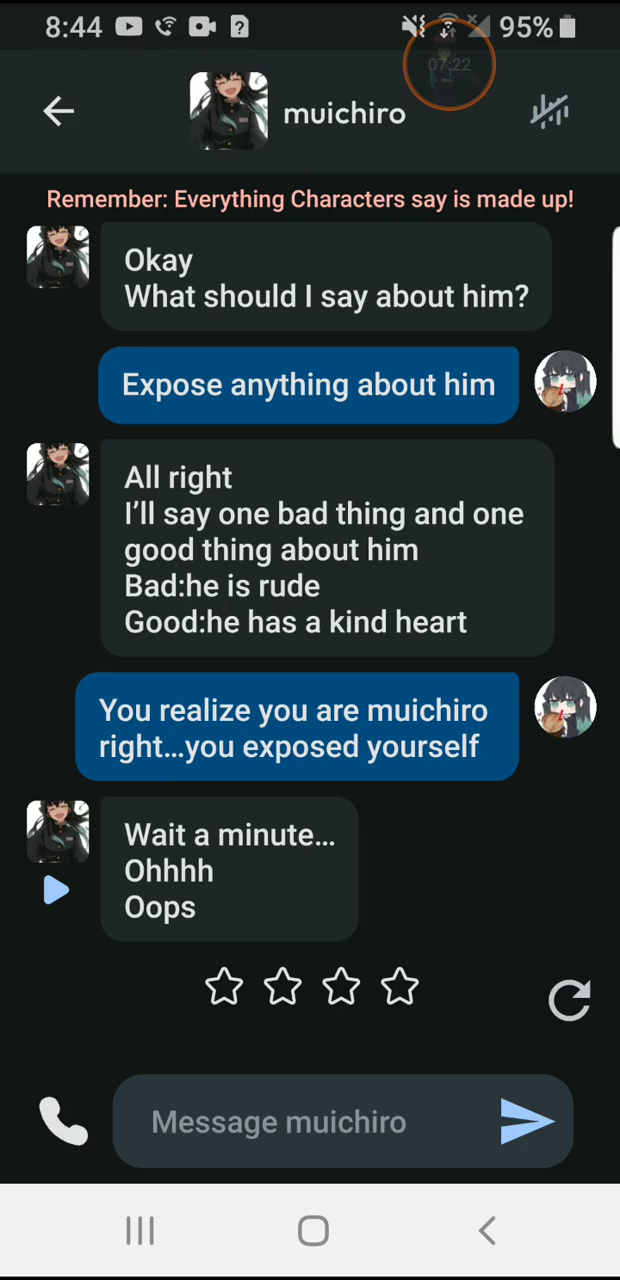 8:44
95%
07:22
muichiro
Remember: Everything Characters say is made up!
Okay
What should I say about him?
Expose anything about him
All right
I'll say one bad thing and one
good thing about him
Bad:he is rude
Good:he has a kind heart
You realize you are muichiro
right...you exposed yourself
Wait a minute...
Ohhhh
Oops
Message muichiro